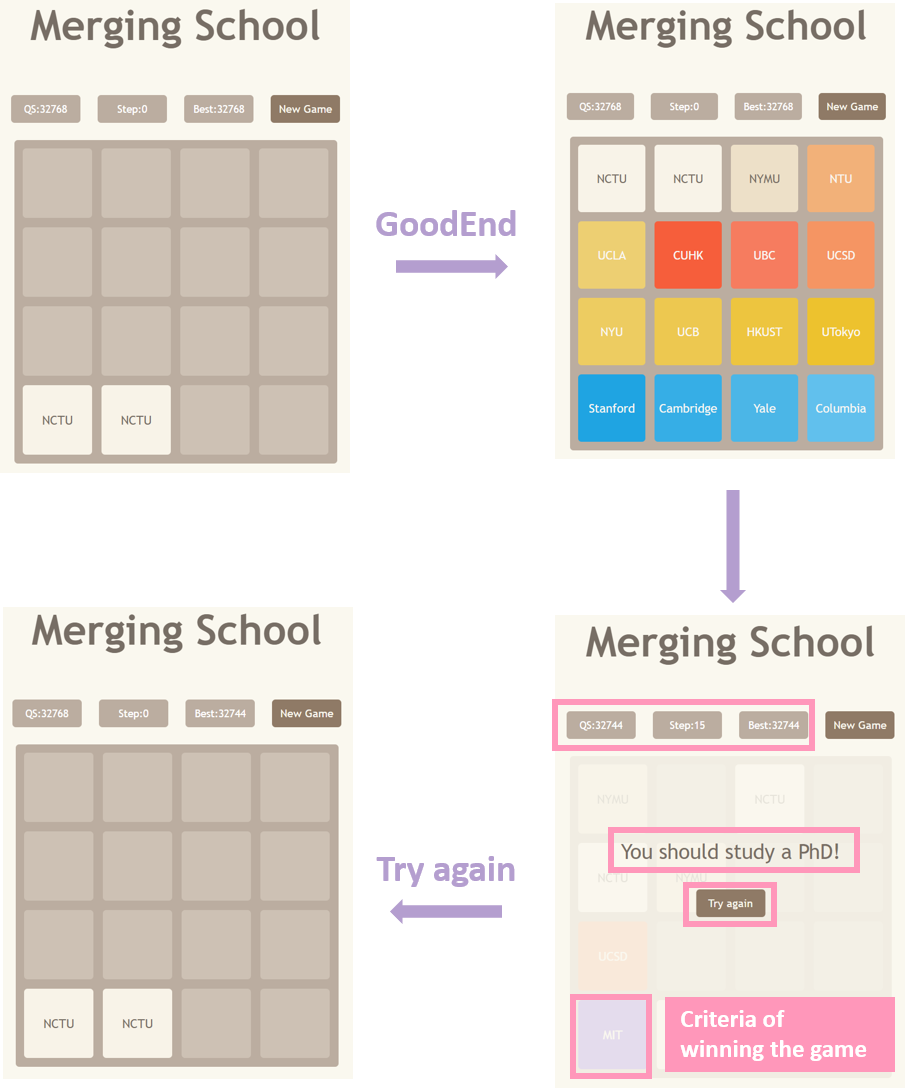 Merging School
QS:32768 Step:0 Best:32768 New Game
NCTU NCTU
GoodEnd
Merging School
QS:32768 Step:0 Best:32768 New Game
NCTU NCTU NYMU NTU
UCLA CUHK UBC UCSD
NYU UCB HKUST UTokyo
Stanford Cambridge Yale Columbia
Merging School
QS:32744 Step:15 Best:32744 New Game
NYMU NCTU
You should study a PhD!
NCTU NYMU
Try again
UCSD
MIT
Criteria of
winning the game
Try again
Merging School
QS:32768 Step:0 Best:32744 New Game
NCTU NCTU